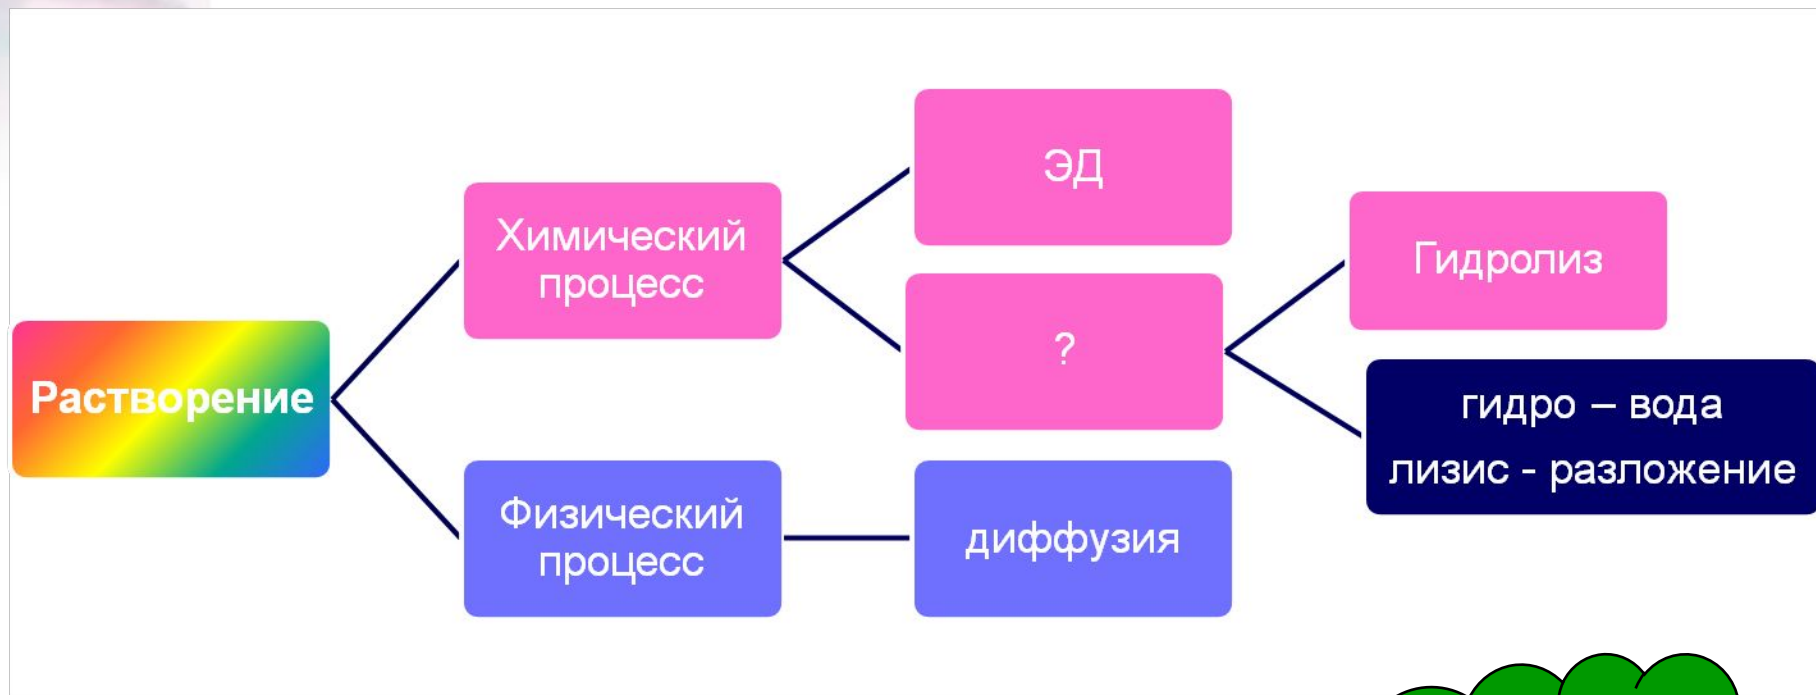 Растворение
Химический
процесс
Физический
процесс
ЭД
?
диффузия
Гидролиз
гидро – вода
лизис - разложение